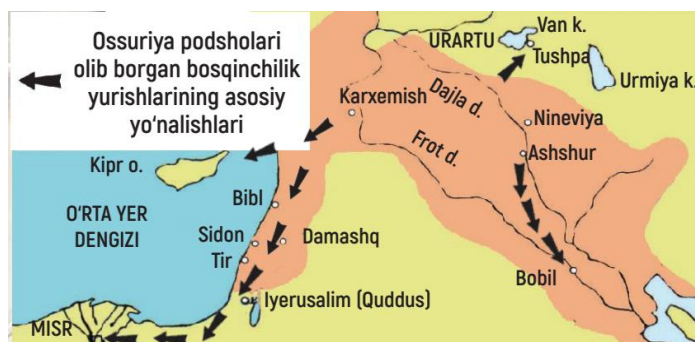 Ossuriya podsholari
olib borgan bosqinchilik
yurishlarining asosiy
yo‘nalishlari
Van k.
URARTU
Tushpa
Urmiya k.
Karxemish
Dajla d.
Nineviya
Frot d.
Ashshur
Kipr o.
Bibl
O‘RTA YER
DENGIZI
Sidon
Damashq
Tir
Bobil
Iyerusalim (Quddus)
MISR